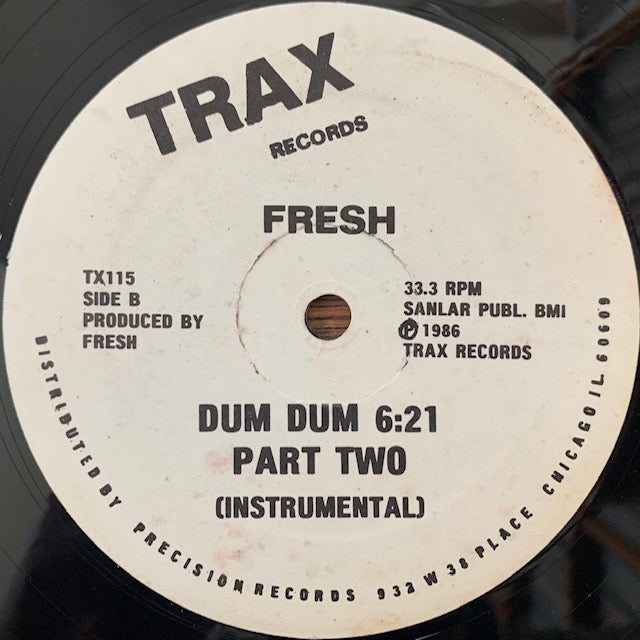 TRAX
RECORDS
FRESH
TX115
SIDE B
PRODUCED BY
FRESH
33.3 RPM
SANLAR PUBL. BMI
Ⓟ 1986
TRAX RECORDS
DUM DUM 6:21
PART TWO
(INSTRUMENTAL)
DISTRIBUTED BY PRECISION RECORDS 932 W 38 PLACE CHICAGO IL. 60609